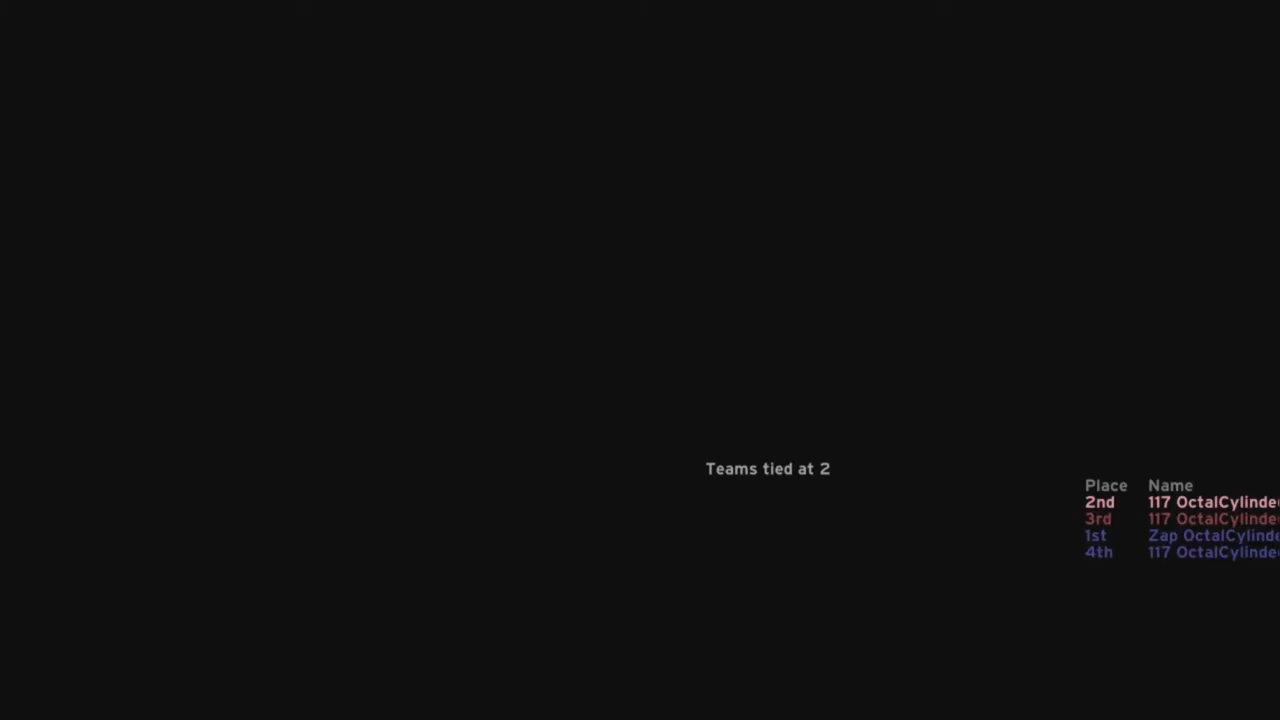 Teams tied at 2
Place Name
2nd 117 OctalCylinde
3rd 117 OctalCylinde
1st Zap OctalCylinde
4th 117 OctalCylinde